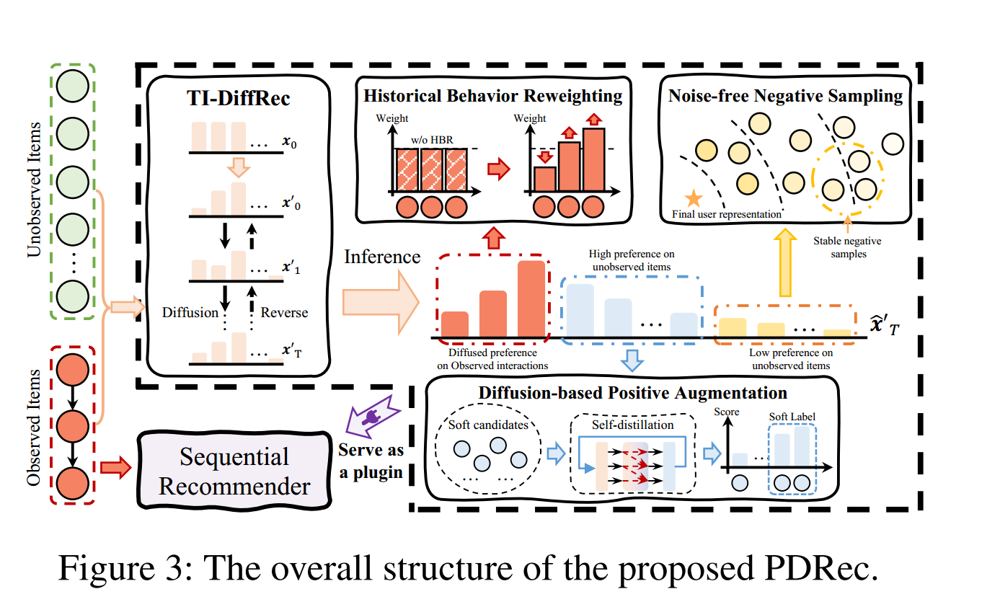 Unobserved Items
Observed Items
TI-DiffRec
... x₀
... x'₀
... x'₁
Diffusion
Reverse
... x'T
Sequential
Recommender
Serve as
a plugin
Inference
Historical Behavior Reweighting
Weight
w/o HBR
Weight
Noise-free Negative Sampling
Final user representation
Stable negative
samples
High preference on
unobserved items
Diffused preference
on Observed interactions
...
...
Low preference on
unobserved items
x̂'T
Diffusion-based Positive Augmentation
Soft candidates
... ...
Self-distillation
Score
Soft Label
...
Figure 3: The overall structure of the proposed PDRec.